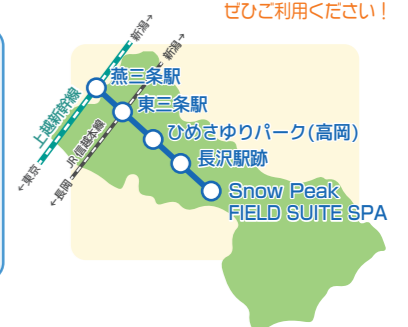 ぜひご利用ください！
新潟→
新潟→
燕三条駅
東三条駅
上越新幹線
ひめさゆりパーク(高岡)
JR信越本線
長沢駅跡
←東京
←長岡
Snow Peak
FIELD SUITE SPA